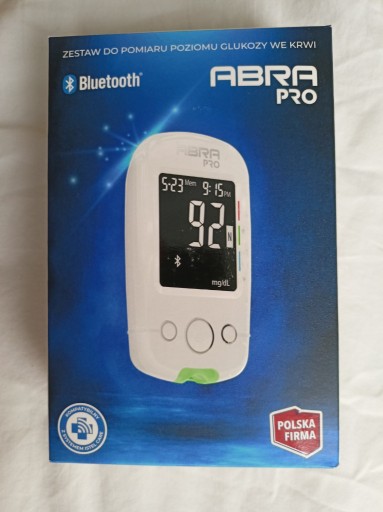 ZESTAW DO POMIARU POZIOMU GLUKOZY WE KRWI
Bluetooth®
ABRA
PRO
ABRA
PRO
5-23 Mem 9:15 PM
92
N
mg/dL
KOMPATYBILNY
POLSKA
FIRMA